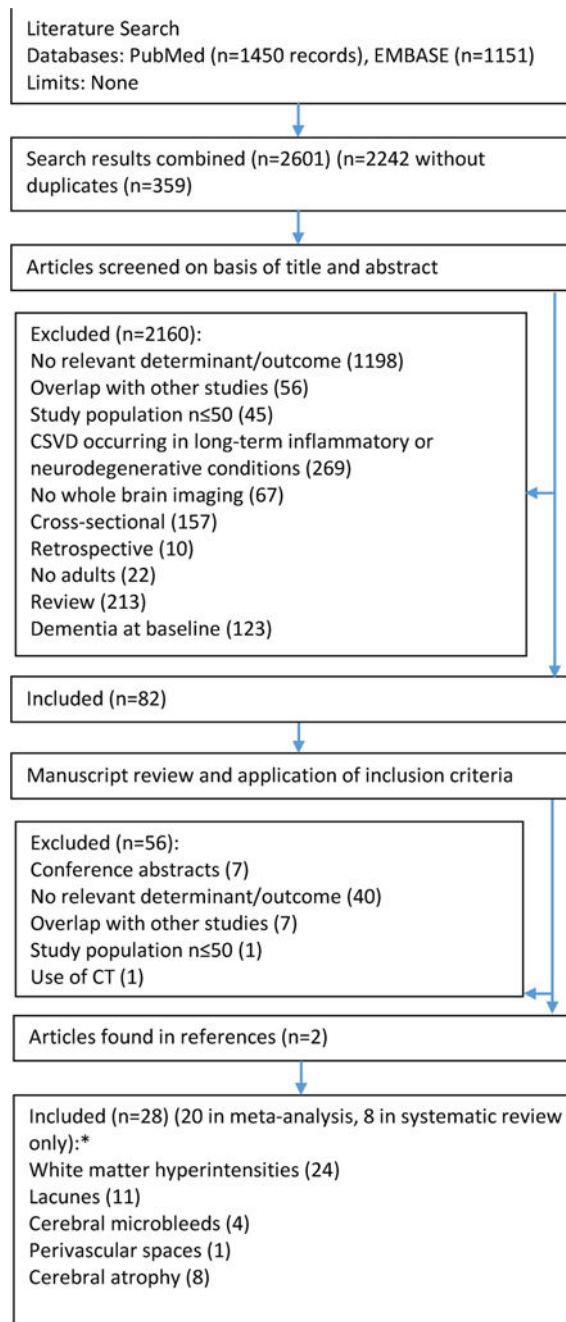 Literature Search
Databases: PubMed (n=1450 records), EMBASE (n=1151)
Limits: None
Search results combined (n=2601) (n=2242 without
duplicates (n=359)
Articles screened on basis of title and abstract
Excluded (n=2160):
No relevant determinant/outcome (1198)
Overlap with other studies (56)
Study population n≤50 (45)
CSVD occurring in long-term inflammatory or
neurodegenerative conditions (269)
No whole brain imaging (67)
Cross-sectional (157)
Retrospective (10)
No adults (22)
Review (213)
Dementia at baseline (123)
Included (n=82)
Manuscript review and application of inclusion criteria
Excluded (n=56):
Conference abstracts (7)
No relevant determinant/outcome (40)
Overlap with other studies (7)
Study population n≤50 (1)
Use of CT (1)
Articles found in references (n=2)
Included (n=28) (20 in meta-analysis, 8 in systematic review
only):*
White matter hyperintensities (24)
Lacunes (11)
Cerebral microbleeds (4)
Perivascular spaces (1)
Cerebral atrophy (8)